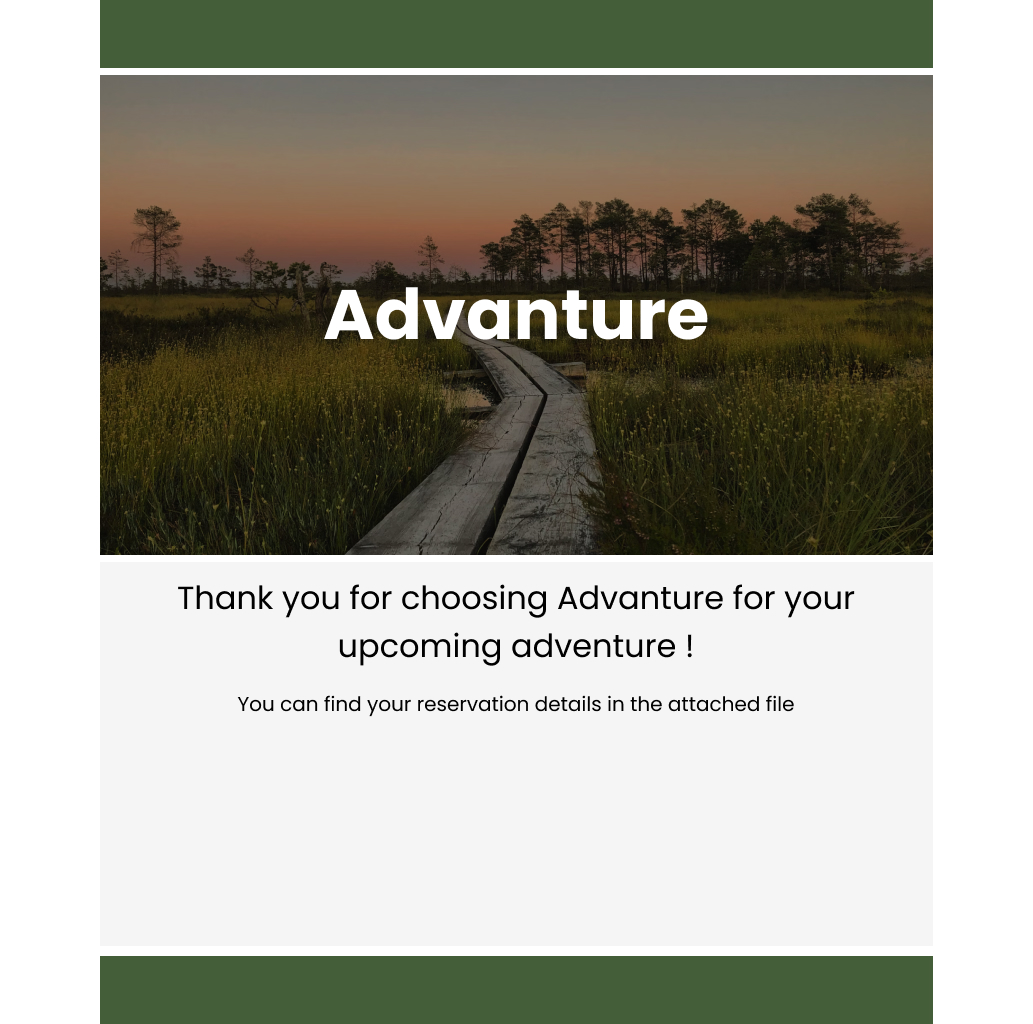 Advanture
Thank you for choosing Advanture for your
upcoming adventure !
You can find your reservation details in the attached file